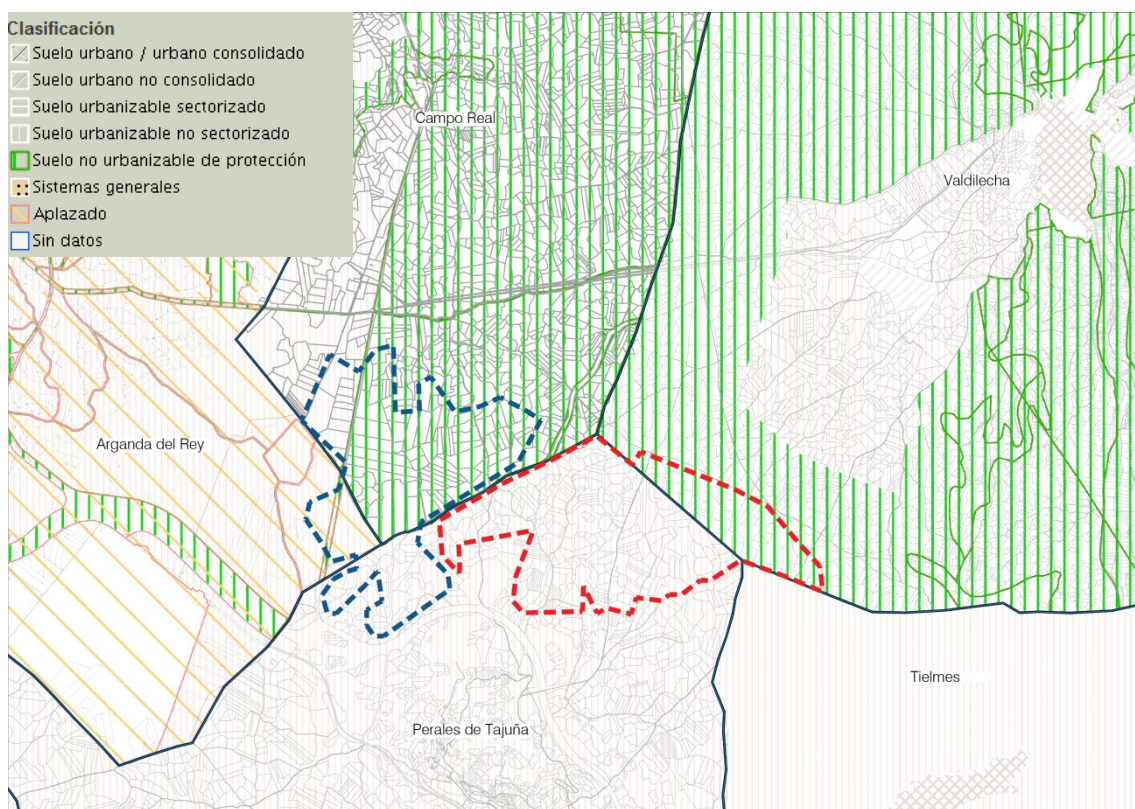 Clasificación
Suelo urbano / urbano consolidado
Suelo urbano no consolidado
Suelo urbanizable sectorizado
Suelo urbanizable no sectorizado
Suelo no urbanizable de protección
Sistemas generales
Aplazado
Sin datos
Campo Real
Valdilecha
Arganda del Rey
Tielmes
Perales de Tajuña